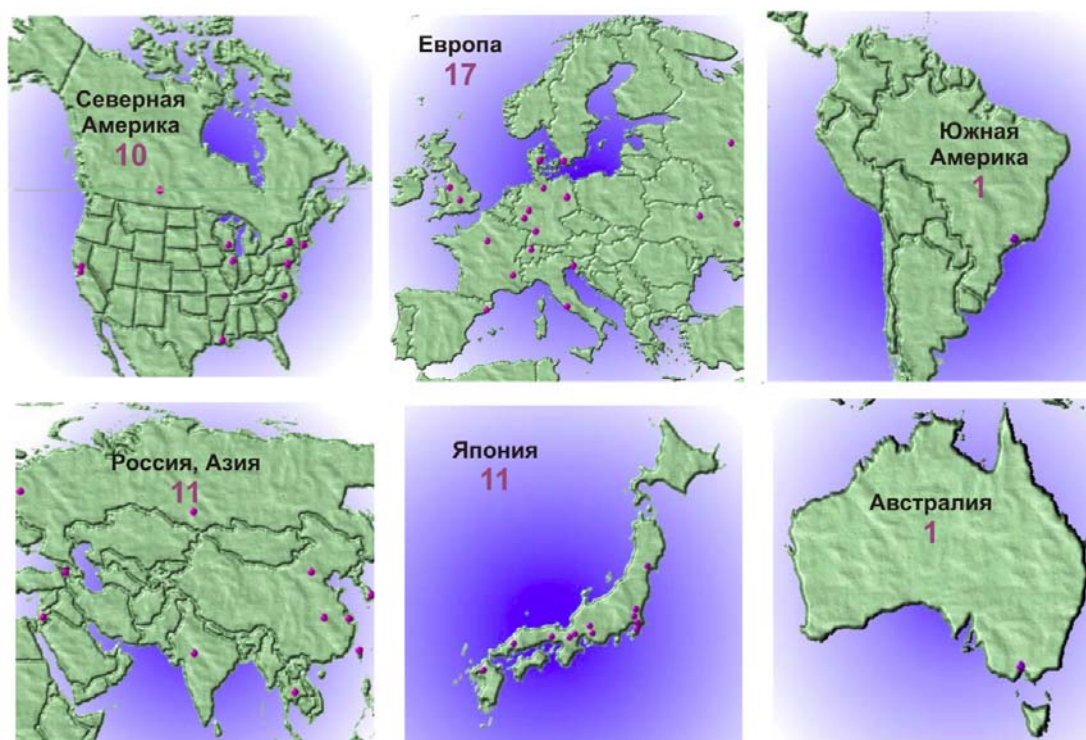 Северная
Америка
10
Европа
17
Южная
Америка
1
Россия, Азия
11
Япония
11
Австралия
1